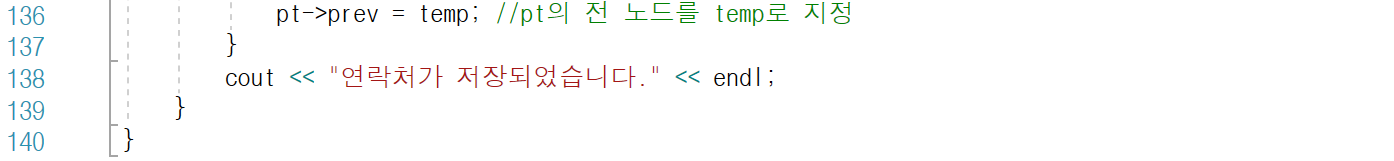 136 pt->prev = temp; //pt의 전 노드를 temp로 지정
137 }
138 cout << "연락처가 저장되었습니다." << endl;
139 }
140 }